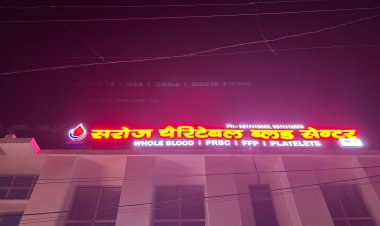 सरोज चैरिटेबल ब्लड सेन्टर
WHOLE BLOOD | PRBC | FFP | PLATELETS